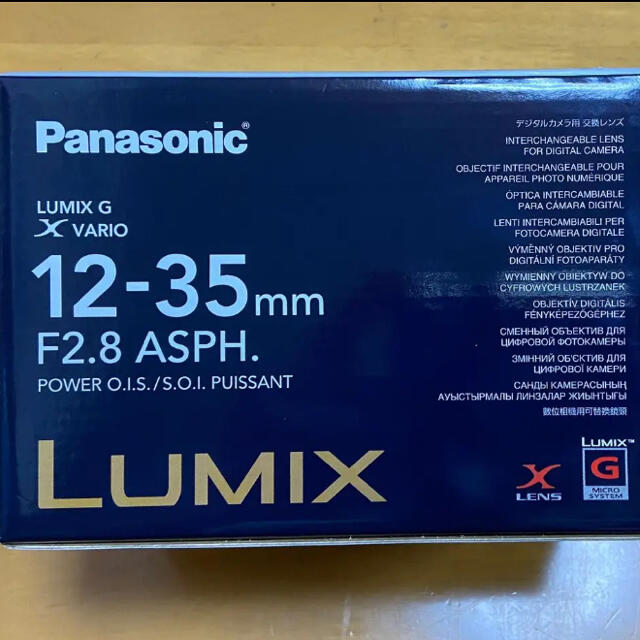 Panasonic®
LUMIX G
X VARIO
12-35mm
F2.8 ASPH.
POWER O.I.S./S.O.I. PUISSANT
LUMIX
デジタルカメラ用 交換レンズ
INTERCHANGEABLE LENS
FOR DIGITAL CAMERA
OBJECTIF INTERCHANGEABLE POUR
APPAREIL PHOTO NUMÉRIQUE
ÓPTICA INTERCAMBIABLE
PARA CÁMARA DIGITAL
LENTI INTERCAMBIABILI PER
FOTOCAMERA DIGITALE
VÝMĚNNÝ OBJEKTIV PRO
DIGITÁLNÍ FOTOAPARÁTY
WYMIENNY OBIEKTYW DO
CYFROWYCH LUSTRZANEK
OBJEKTÍV DIGITÁLIS
FÉNYKÉPEZŐGÉPHEZ
СМЕННЫЙ ОБЪЕКТИВ ДЛЯ
ЦИФРОВОЙ ФОТОКАМЕРЫ
ЗМІННИЙ ОБ'ЄКТИВ ДЛЯ
ЦИФРОВОЇ КАМЕРИ
САНДЫ КАМЕРАСЫНЫҢ
АУЫСТЫРМАЛЫ ЛИНЗАЛАР ЖИЫНТЫҒЫ
數位相機用可替換鏡頭
X
LENS
LUMIX™
G
MICRO
SYSTEM